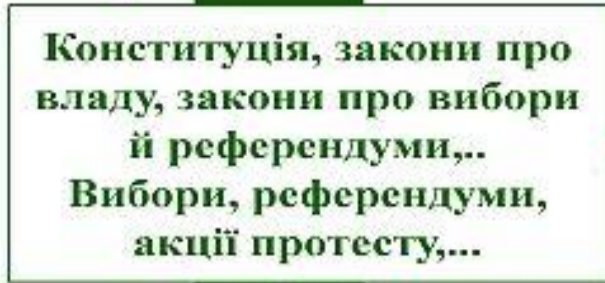 Конституція, закони про
владу, закони про вибори
й референдуми,..
Вибори, референдуми,
акції протесту,...